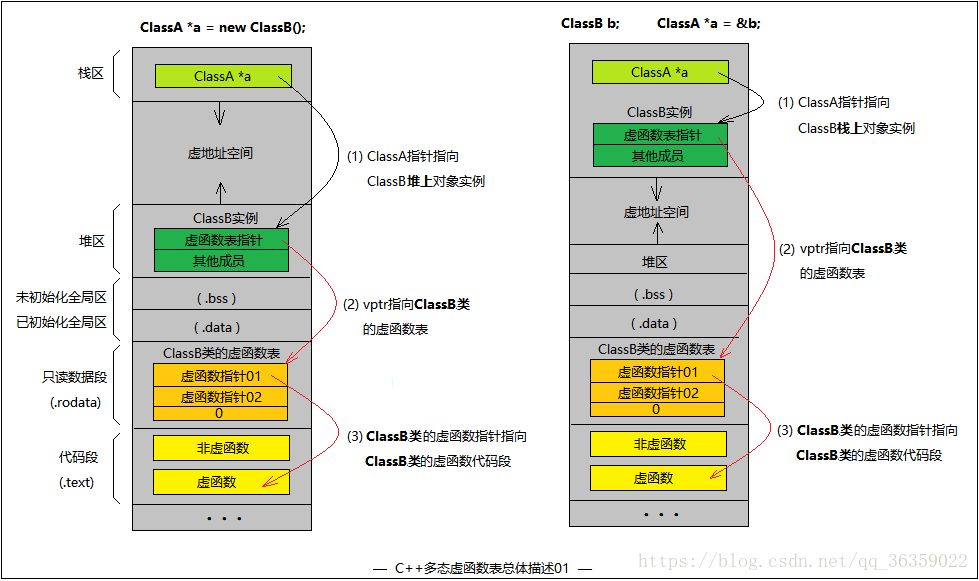 ClassA *a = new ClassB();
栈区
ClassA *a
虚地址空间
(1) ClassA指针指向
ClassB堆上对象实例
堆区
ClassB实例
虚函数表指针
其他成员
未初始化全局区
( .bss )
已初始化全局区
( .data )
(2) vptr指向ClassB类
的虚函数表
只读数据段
(.rodata)
ClassB类的虚函数表
虚函数指针01
虚函数指针02
0
(3) ClassB类的虚函数指针指向
ClassB类的虚函数代码段
代码段
(.text)
非虚函数
虚函数
• • •
ClassB b; ClassA *a = &b;
ClassA *a
(1) ClassA指针指向
ClassB栈上对象实例
ClassB实例
虚函数表指针
其他成员
虚地址空间
(2) vptr指向ClassB类
的虚函数表
堆区
( .bss )
( .data )
ClassB类的虚函数表
虚函数指针01
虚函数指针02
0
(3) ClassB类的虚函数指针指向
ClassB类的虚函数代码段
非虚函数
虚函数
• • •
— C++多态虚函数表总体描述01 —
https://blog.csdn.net/qq_36359022